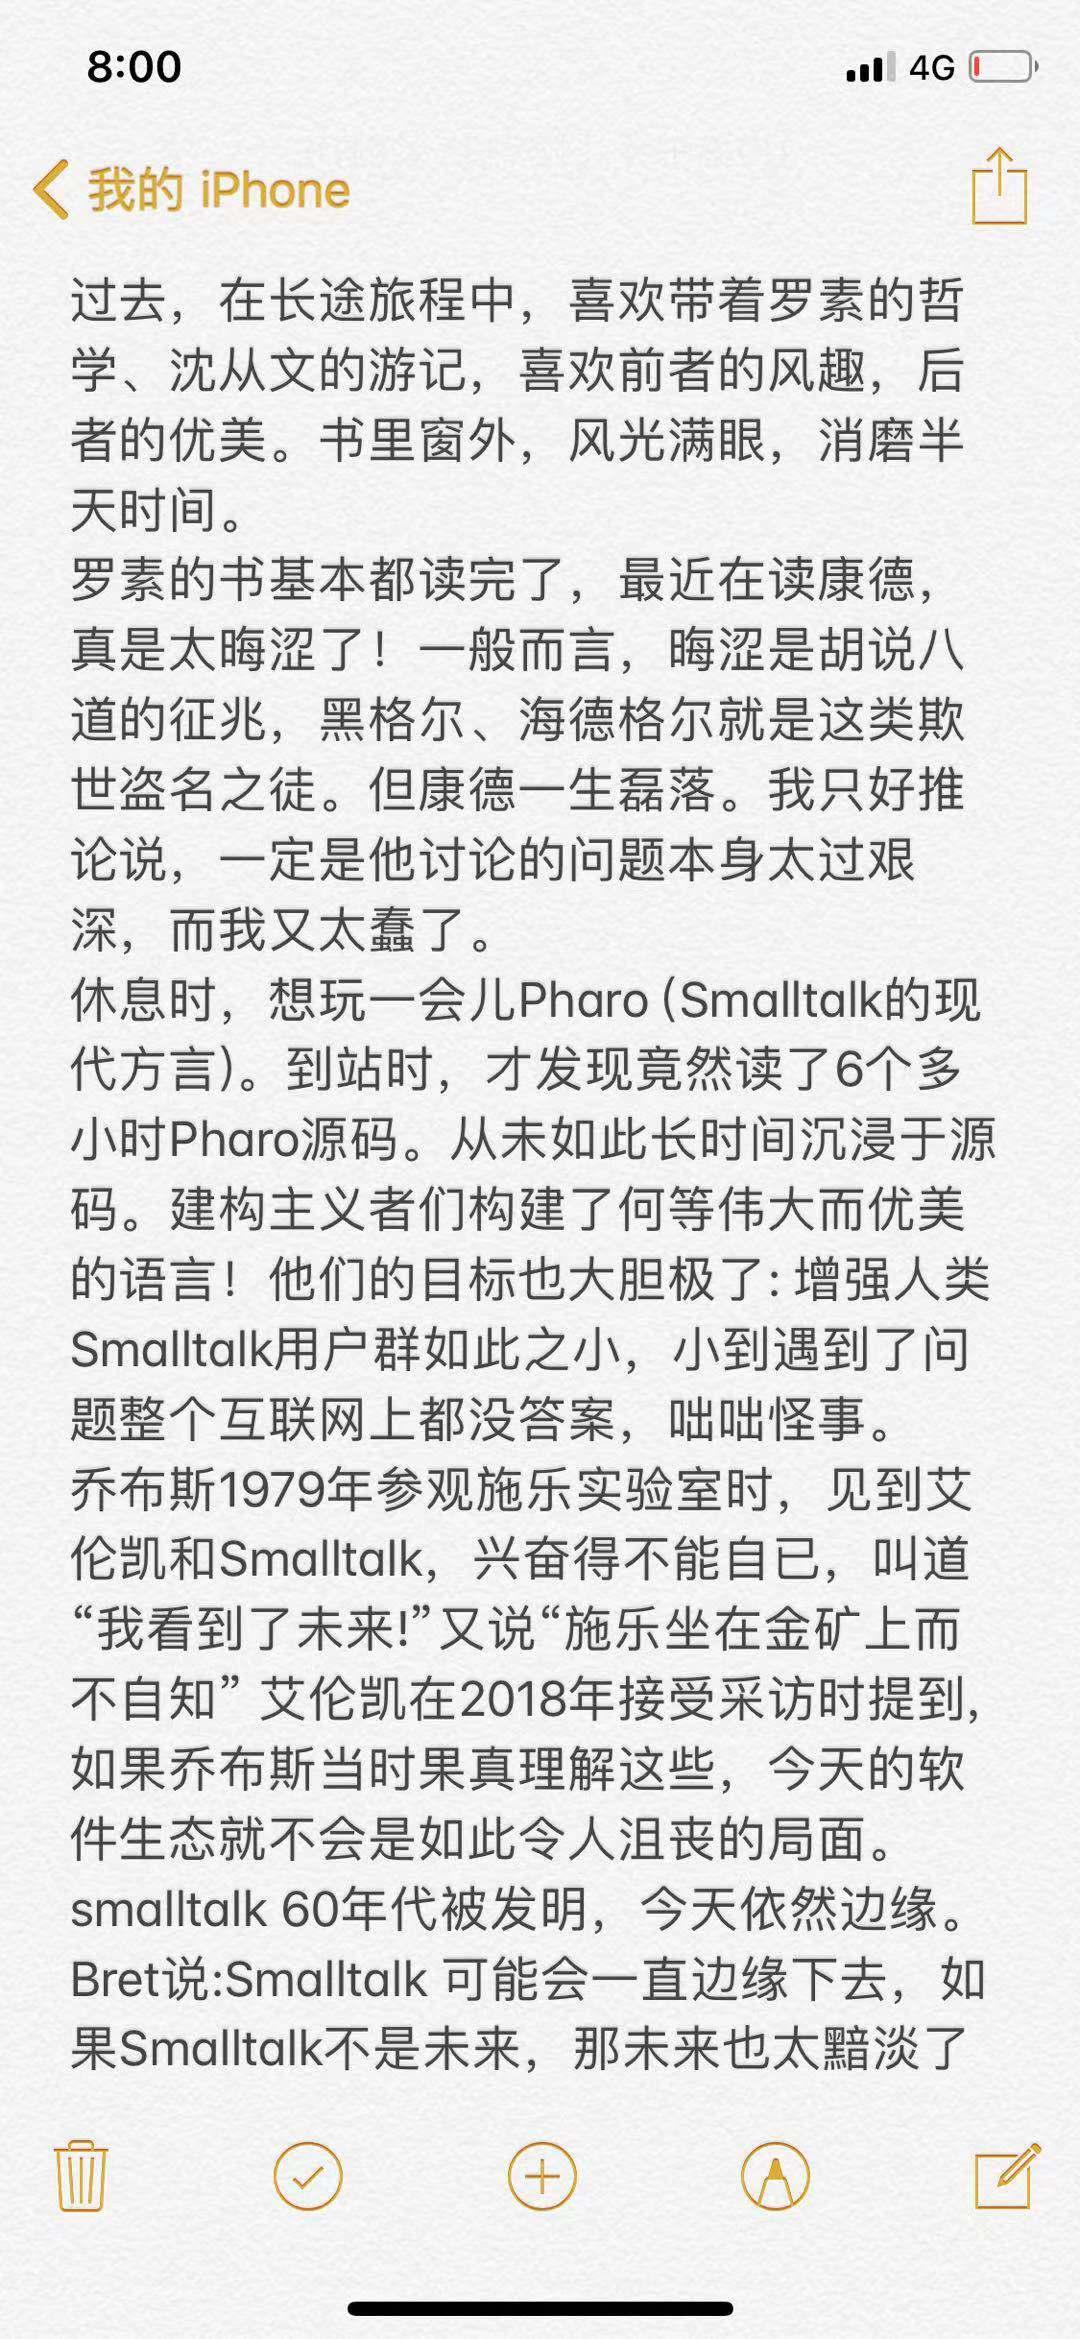 8:00
4G
我的 iPhone
过去，在长途旅程中，喜欢带着罗素的哲
学、沈从文的游记，喜欢前者的风趣，后
者的优美。书里窗外，风光满眼，消磨半
天时间。
罗素的书基本都读完了，最近在读康德，
真是太晦涩了！一般而言，晦涩是胡说八
道的征兆，黑格尔、海德格尔就是这类欺
世盗名之徒。但康德一生磊落。我只好推
论说，一定是他讨论的问题本身太过艰
深，而我又太蠢了。
休息时，想玩一会儿Pharo (Smalltalk的现
代方言)。到站时，才发现竟然读了6个多
小时Pharo源码。从未如此长时间沉浸于源
码。建构主义者们构建了何等伟大而优美
的语言！他们的目标也大胆极了: 增强人类
Smalltalk用户群如此之小，小到遇到了问
题整个互联网上都没答案，咄咄怪事。
乔布斯1979年参观施乐实验室时，见到艾
伦凯和Smalltalk，兴奋得不能自已，叫道
“我看到了未来!”又说“施乐坐在金矿上而
不自知” 艾伦凯在2018年接受采访时提到,
如果乔布斯当时果真理解这些，今天的软
件生态就不会是如此令人沮丧的局面。
smalltalk 60年代被发明，今天依然边缘。
Bret说:Smalltalk 可能会一直边缘下去，如
果Smalltalk不是未来，那未来也太黯淡了